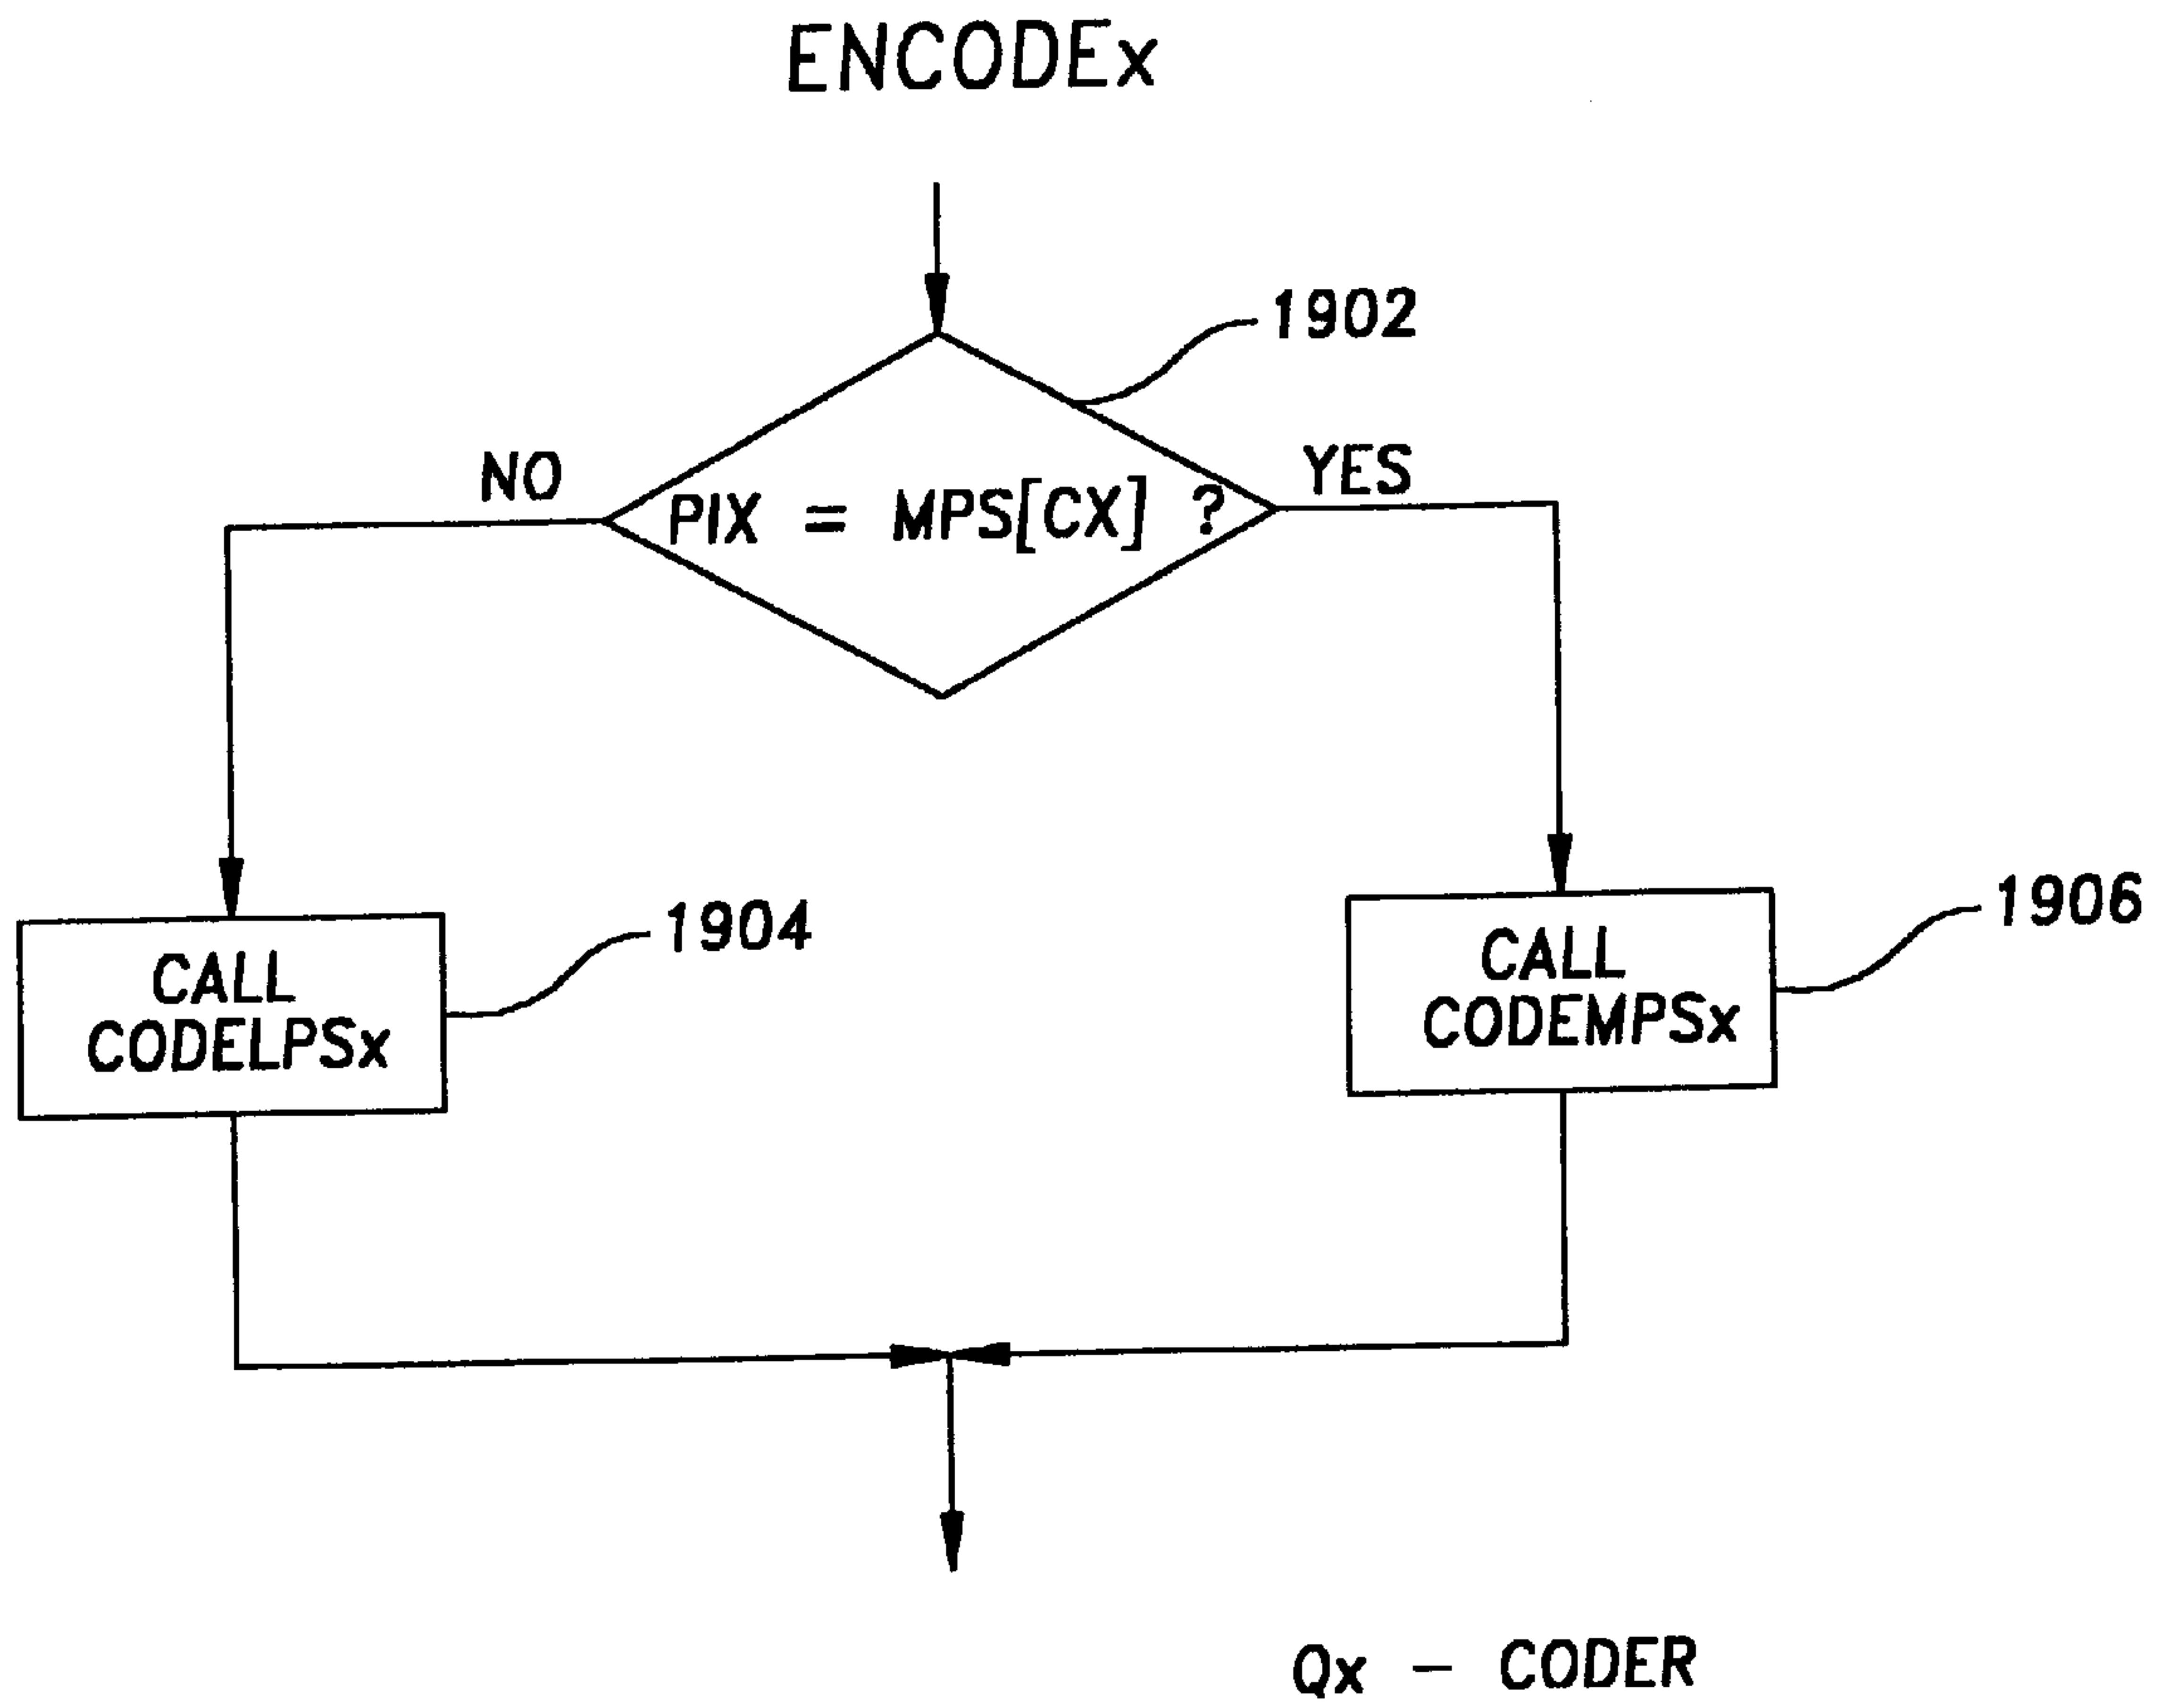 ENCODEx
1902
NO
YES
PIX = MPS[CX] ?
1904
1906
CALL
CODELPSx
CALL
CODEMPSx
Qx - CODER